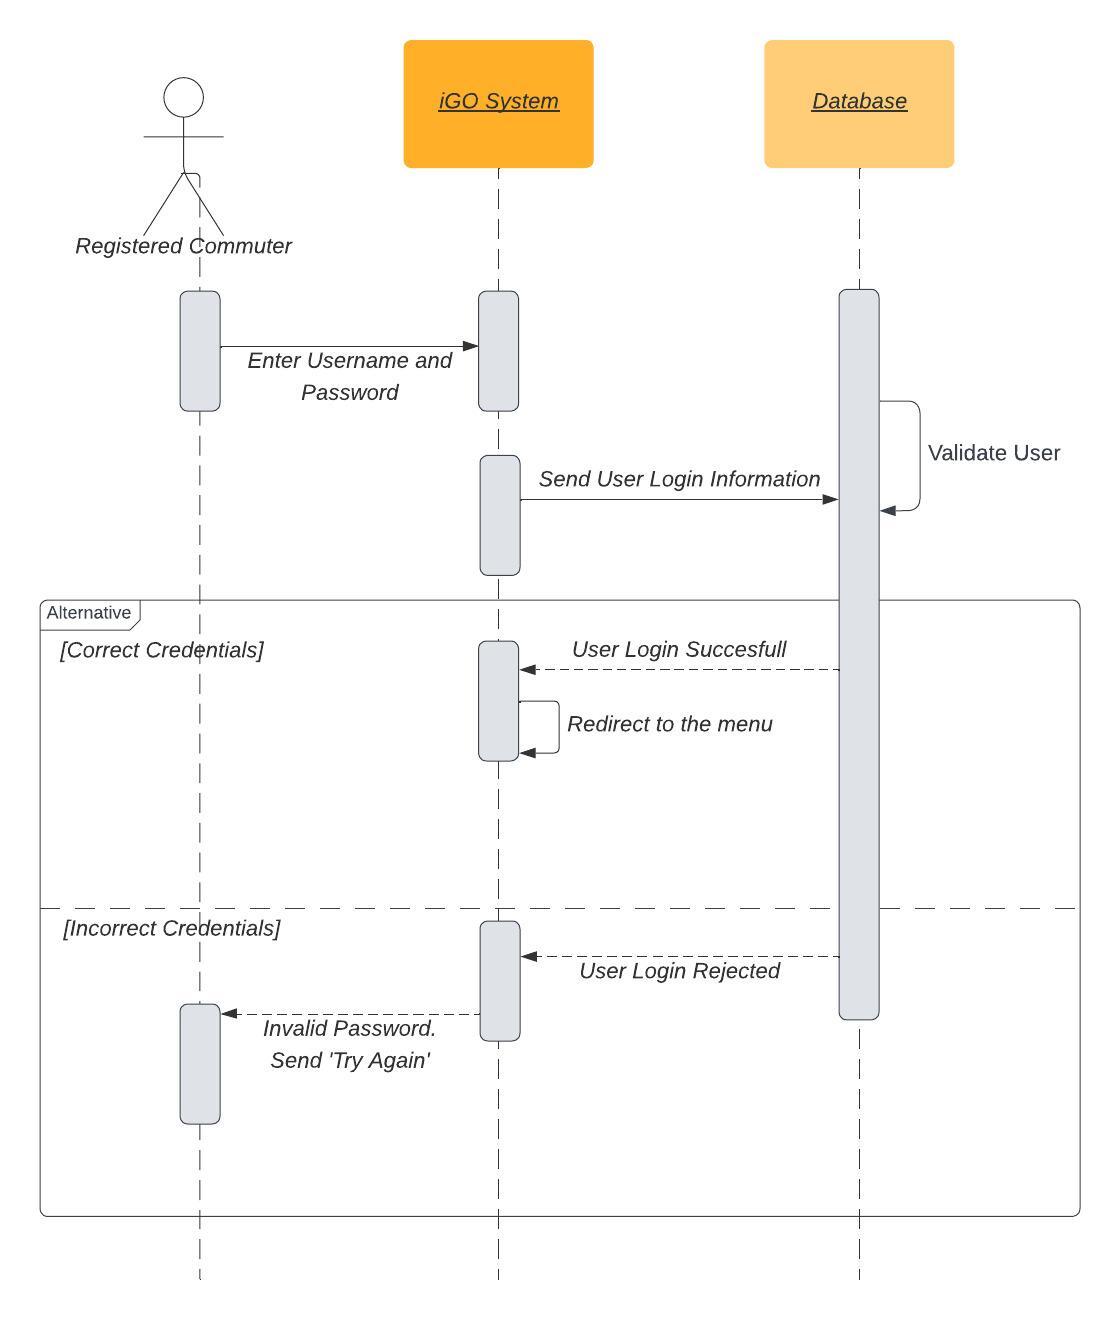 iGO System
Database
Registered Commuter
Enter Username and
Password
Validate User
Send User Login Information
Alternative
[Correct Credentials]
User Login Succesfull
Redirect to the menu
[Incorrect Credentials]
User Login Rejected
Invalid Password.
Send 'Try Again'